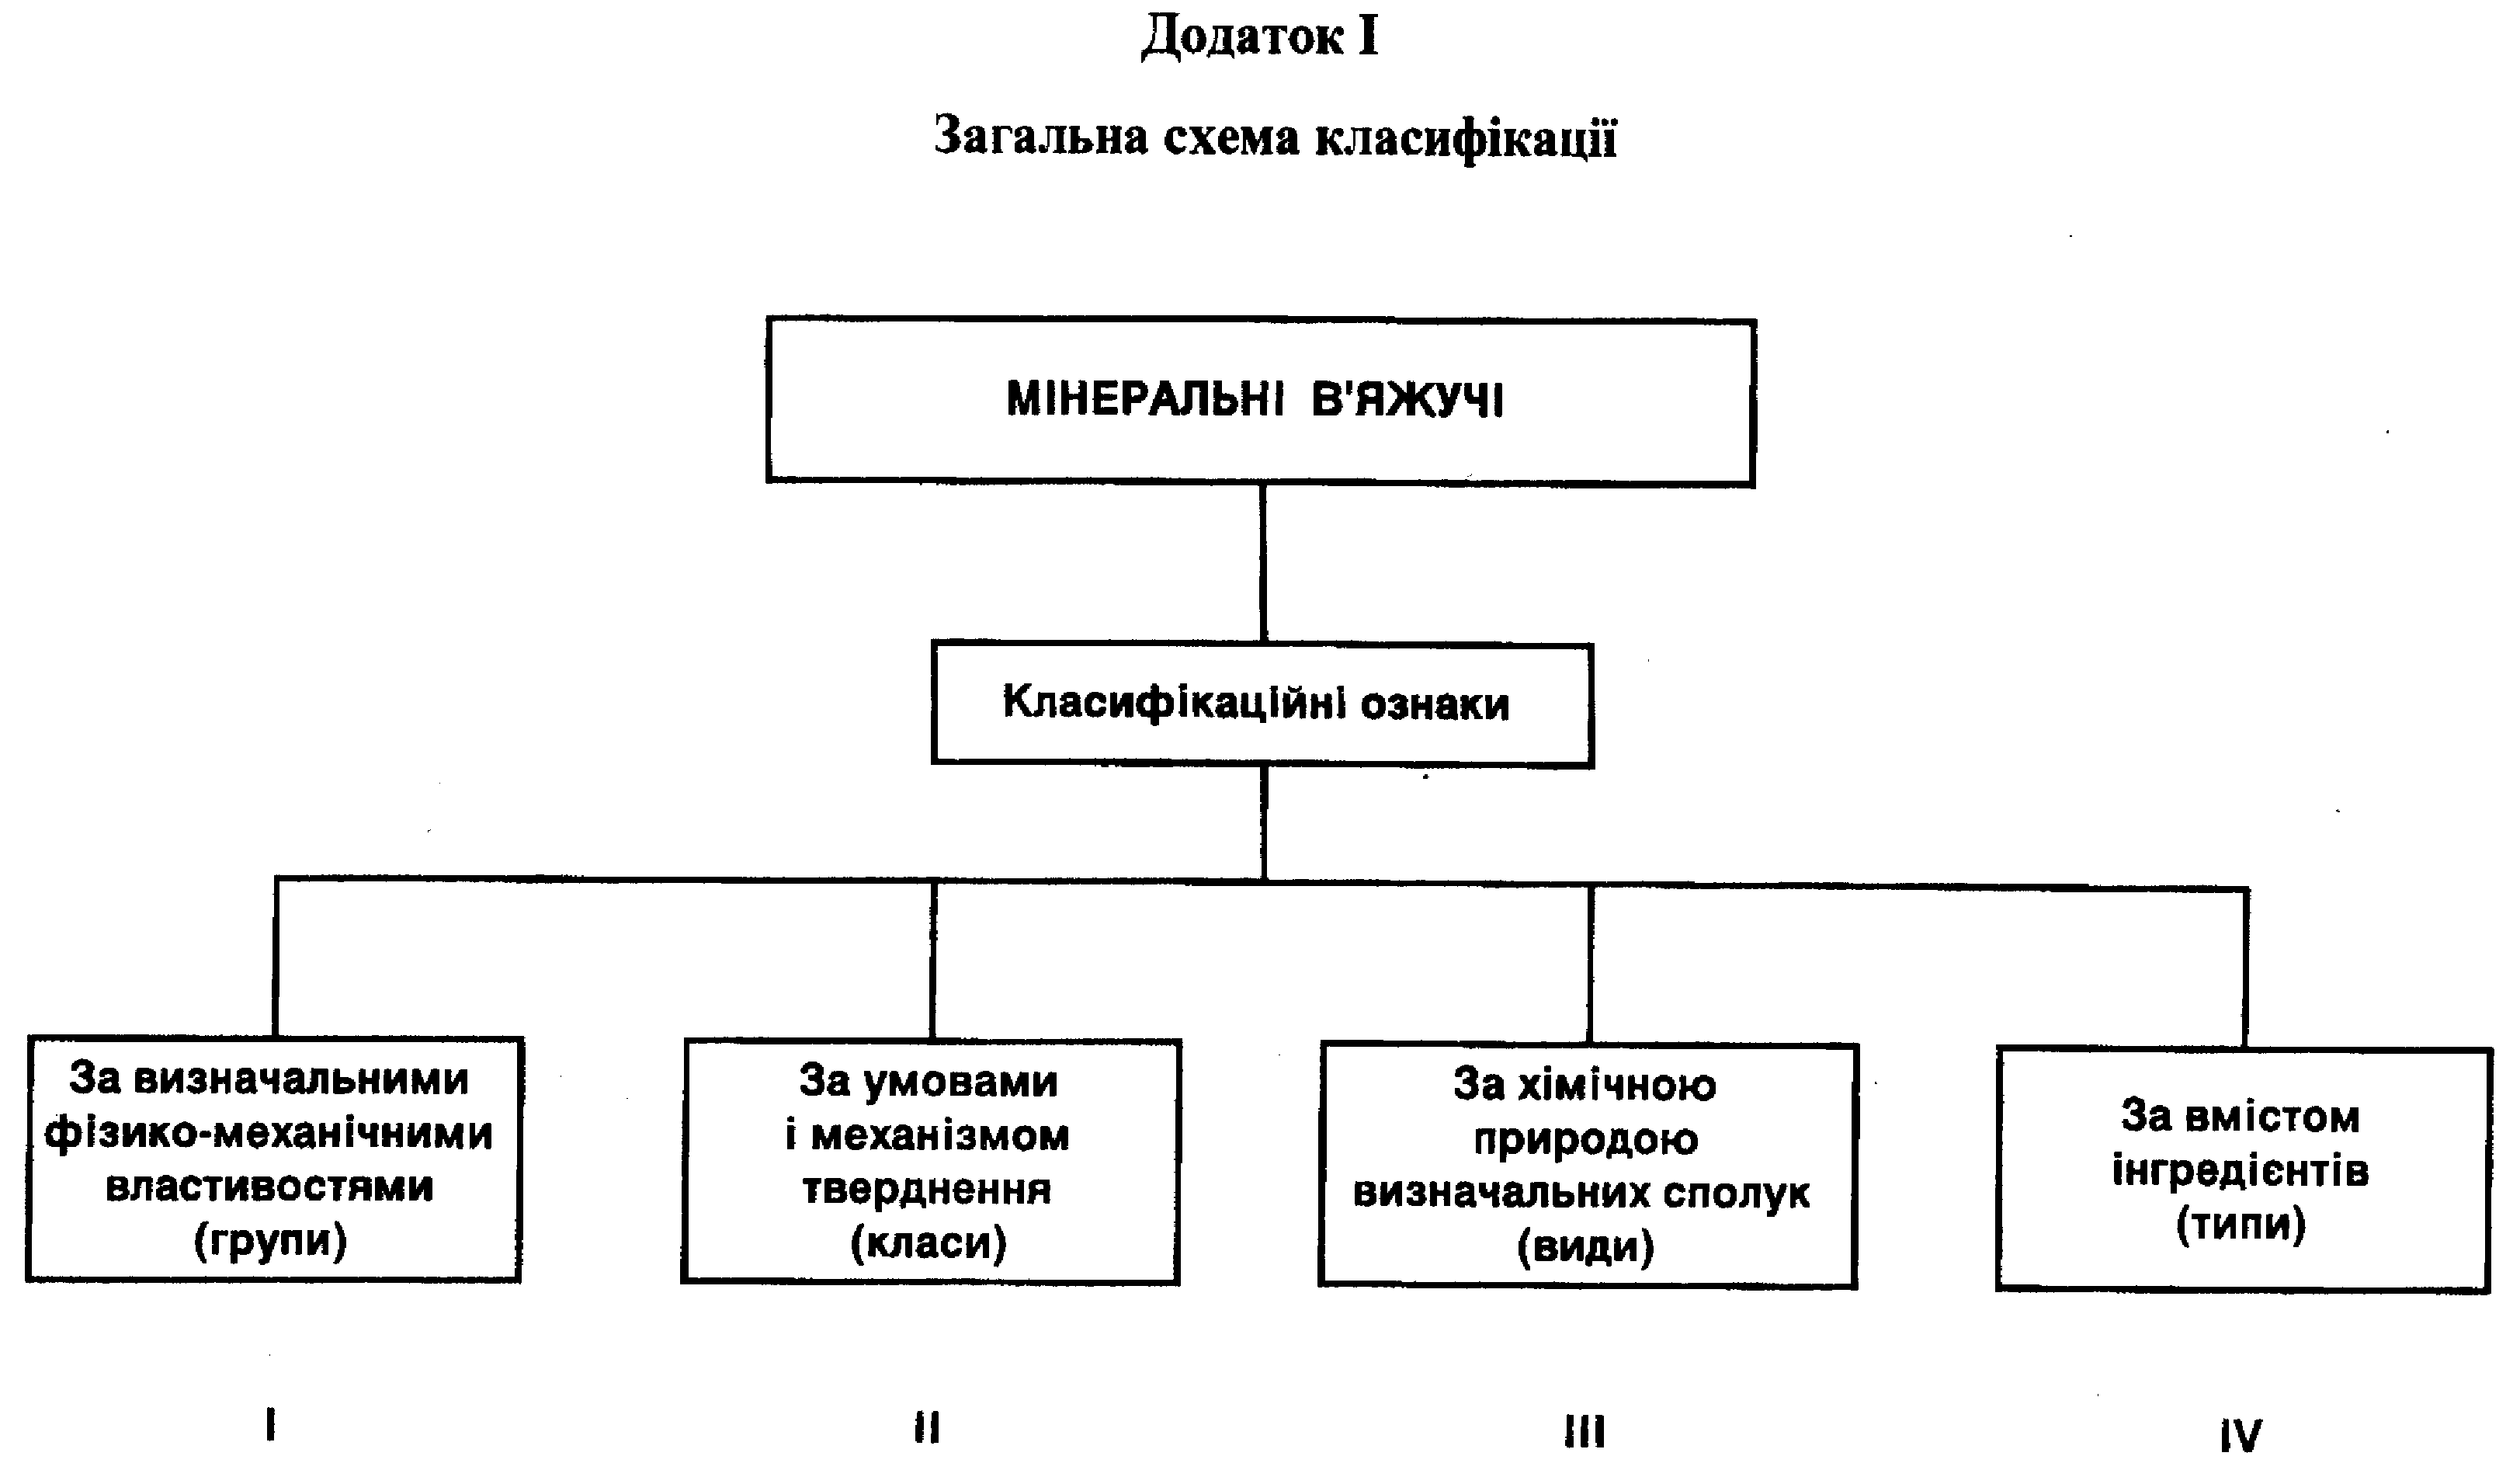 Додаток I
Загальна схема класифікації
МІНЕРАЛЬНІ В'ЯЖУЧІ
Класифікаційні ознаки
За визначальними
фізико-механічними
властивостями
(групи)
За умовами
і механізмом
тверднення
(класи)
За хімічною
природою
визначальних сполук
(види)
За вмістом
інгредієнтів
(типи)
I
II
III
IV